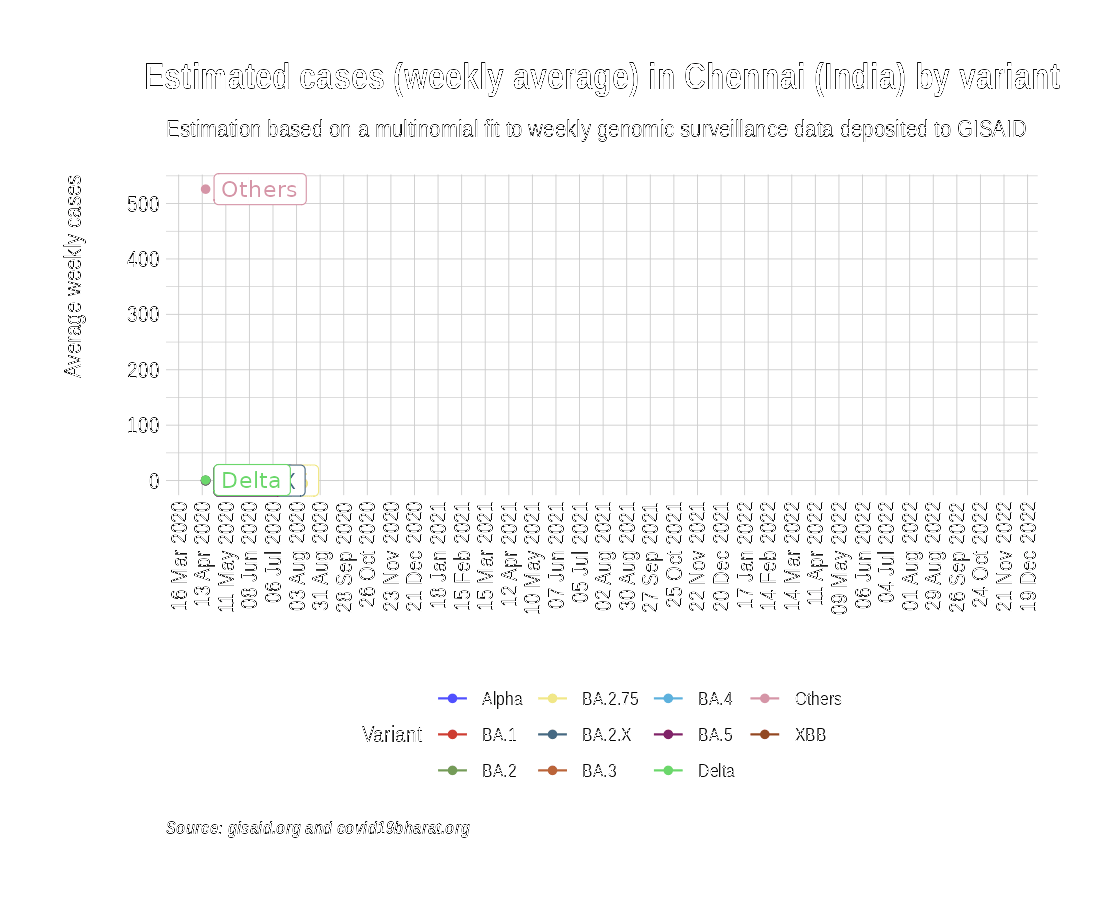 Estimated cases (weekly average) in Chennai (India) by variant
Estimation based on a multinomial fit to weekly genomic surveillance data deposited to GISAID
Average weekly cases
500
400
300
200
100
0
Others
Delta
X
16 Mar 2020
13 Apr 2020
11 May 2020
08 Jun 2020
06 Jul 2020
03 Aug 2020
31 Aug 2020
28 Sep 2020
26 Oct 2020
23 Nov 2020
21 Dec 2020
18 Jan 2021
15 Feb 2021
15 Mar 2021
12 Apr 2021
10 May 2021
07 Jun 2021
05 Jul 2021
02 Aug 2021
30 Aug 2021
27 Sep 2021
25 Oct 2021
22 Nov 2021
20 Dec 2021
17 Jan 2022
14 Feb 2022
14 Mar 2022
11 Apr 2022
09 May 2022
06 Jun 2022
04 Jul 2022
01 Aug 2022
29 Aug 2022
26 Sep 2022
24 Oct 2022
21 Nov 2022
19 Dec 2022
Variant
Alpha
BA.1
BA.2
BA.2.75
BA.2.X
BA.3
BA.4
BA.5
Delta
Others
XBB
Source: gisaid.org and covid19bharat.org